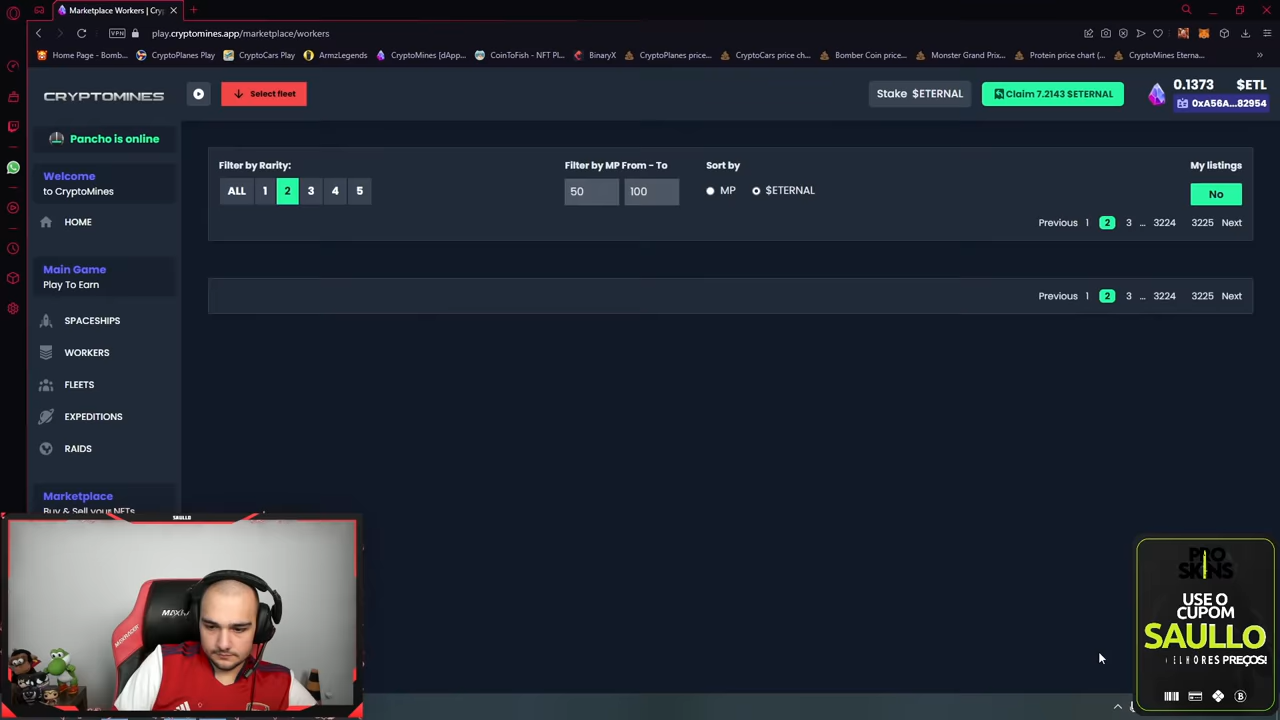 Marketplace Workers | Cry
VPN
play.cryptomines.app/marketplace/workers
Home Page - Bomb...
CryptoPlanes Play
CryptoCars Play
ArmzLegends
CryptoMines [dApp...
CoinToFish - NFT Pl...
BinaryX
CryptoPlanes price...
CryptoCars price ch...
Bomber Coin price...
Monster Grand Prix...
Protein price chart (...
CryptoMines Eterna...
CRYPTOMINES
Select fleet
Stake $ETERNAL
Claim 7.2143 $ETERNAL
0.1373 $ETL
0xA56A...82954
Pancho is online
Welcome
to CryptoMines
HOME
Main Game
Play To Earn
SPACESHIPS
WORKERS
FLEETS
EXPEDITIONS
RAIDS
Marketplace
Buy & Sell your NFTs
Filter by Rarity:
ALL 1 2 3 4 5
Filter by MP From - To
50 100
Sort by
MP $ETERNAL
My listings
No
Previous 1 2 3 ... 3224 3225 Next
Previous 1 2 3 ... 3224 3225 Next
SAULLO
PRO
SKINS
USE O
CUPOM
SAULLO
PREÇOS!